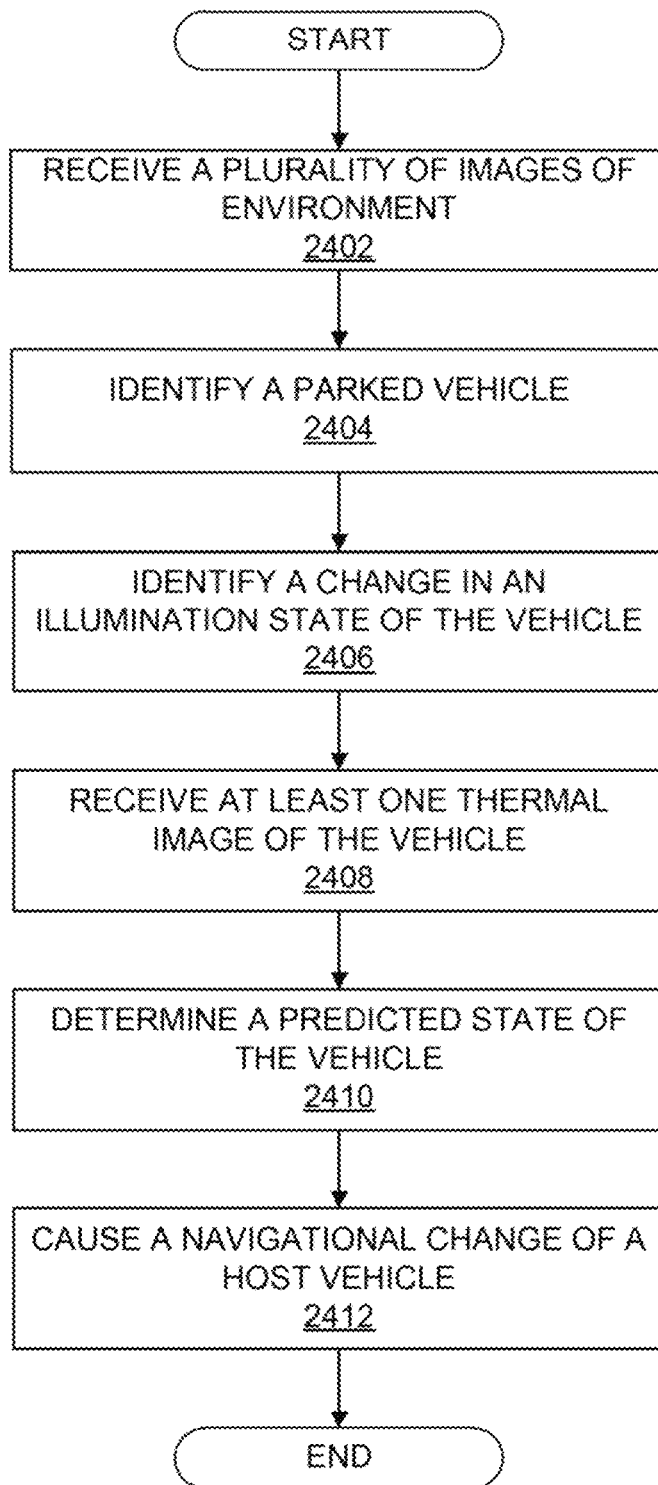 START
RECEIVE A PLURALITY OF IMAGES OF
ENVIRONMENT
2402
IDENTIFY A PARKED VEHICLE
2404
IDENTIFY A CHANGE IN AN
ILLUMINATION STATE OF THE VEHICLE
2406
RECEIVE AT LEAST ONE THERMAL
IMAGE OF THE VEHICLE
2408
DETERMINE A PREDICTED STATE OF
THE VEHICLE
2410
CAUSE A NAVIGATIONAL CHANGE OF A
HOST VEHICLE
2412
END